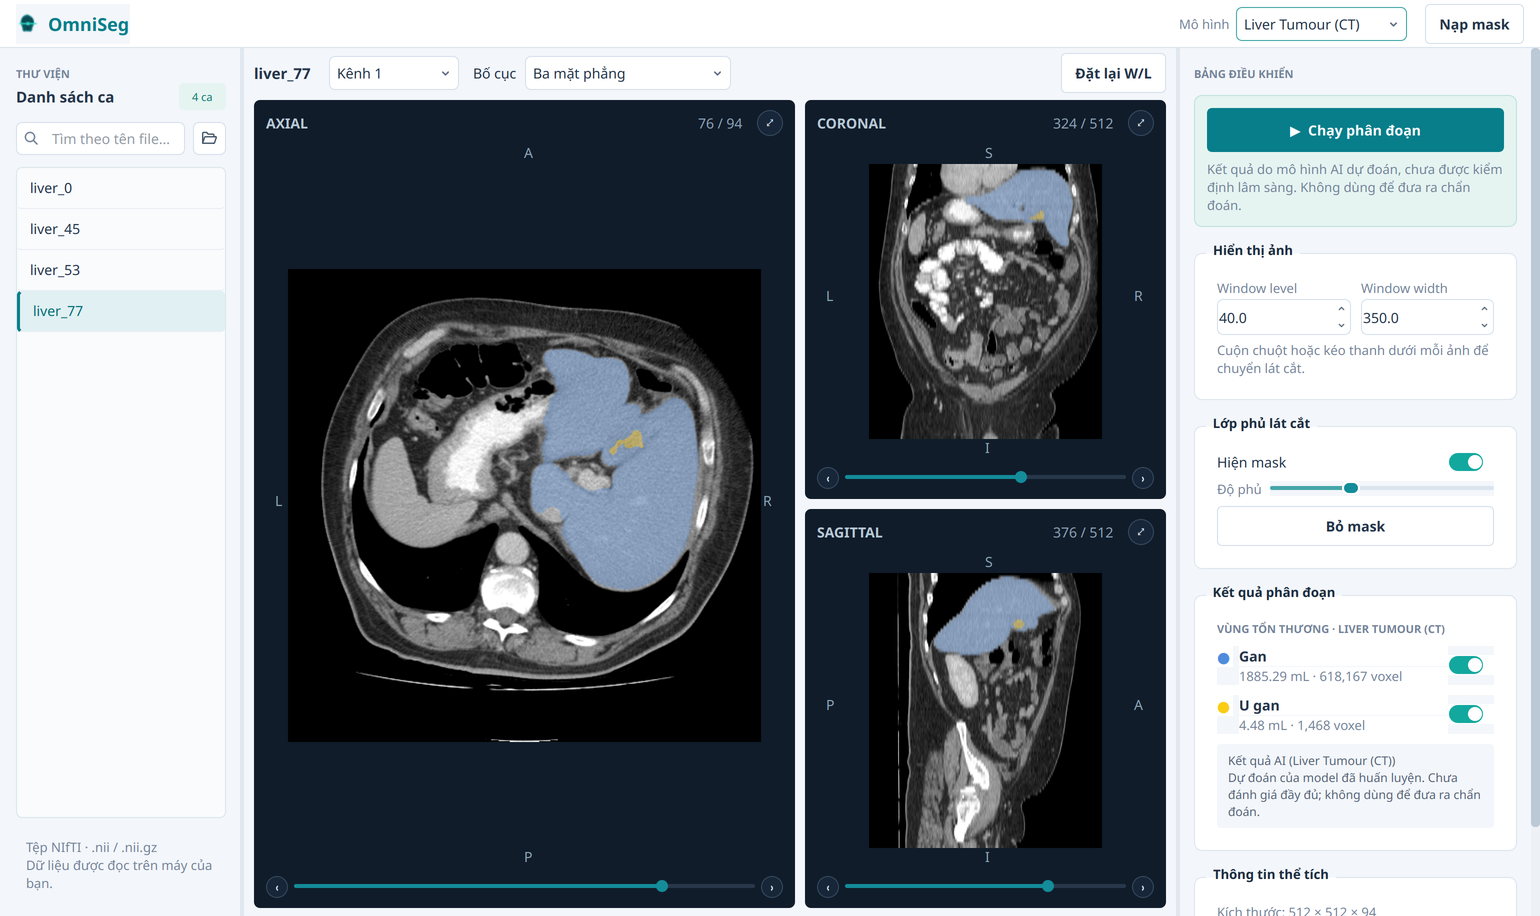 OmniSeg
Mô hình
Liver Tumour (CT)
Nạp mask
THƯ VIỆN
Danh sách ca
4 ca
Tìm theo tên file...
liver_0
liver_45
liver_53
liver_77
Tệp NIfTI · .nii / .nii.gz
Dữ liệu được đọc trên máy của
bạn.
liver_77
Kênh 1
Bố cục
Ba mặt phẳng
Đặt lại W/L
AXIAL
76 / 94
A
L
R
P
CORONAL
324 / 512
S
L
R
I
SAGITTAL
376 / 512
S
P
A
I
BẢNG ĐIỀU KHIỂN
Chạy phân đoạn
Kết quả do mô hình AI dự đoán, chưa được kiểm
định lâm sàng. Không dùng để đưa ra chẩn
đoán.
Hiển thị ảnh
Window level
Window width
40.0
350.0
Cuộn chuột hoặc kéo thanh dưới mỗi ảnh để
chuyển lát cắt.
Lớp phủ lát cắt
Hiện mask
Độ phủ
Bỏ mask
Kết quả phân đoạn
VÙNG TỔN THƯƠNG · LIVER TUMOUR (CT)
Gan
1885.29 mL · 618,167 voxel
U gan
4.48 mL · 1,468 voxel
Kết quả AI (Liver Tumour (CT))
Dự đoán của model đã huấn luyện. Chưa
đánh giá đầy đủ; không dùng để đưa ra chẩn
đoán.
Thông tin thể tích
Kích thước: 512 × 512 × 94